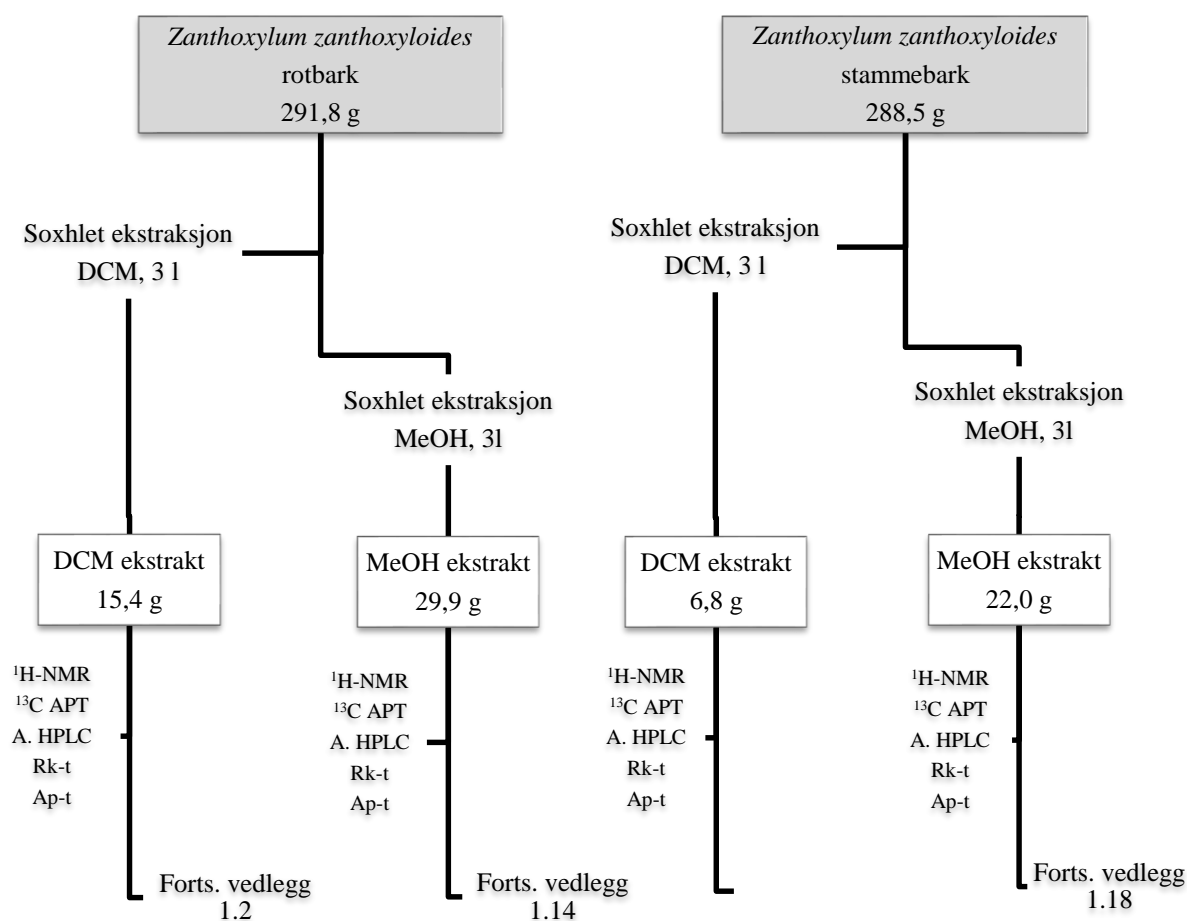 Zanthoxylum zanthoxyloides
rotbark
291,8 g
Zanthoxylum zanthoxyloides
stammebark
288,5 g
Soxhlet ekstraksjon
DCM, 3 l
Soxhlet ekstraksjon
MeOH, 3l
Soxhlet ekstraksjon
DCM, 3 l
Soxhlet ekstraksjon
MeOH, 3l
DCM ekstrakt
15,4 g
MeOH ekstrakt
29,9 g
DCM ekstrakt
6,8 g
MeOH ekstrakt
22,0 g
¹H-NMR
¹³C APT
A. HPLC
Rk-t
Ap-t
¹H-NMR
¹³C APT
A. HPLC
Rk-t
Ap-t
¹H-NMR
¹³C APT
A. HPLC
Rk-t
Ap-t
¹H-NMR
¹³C APT
A. HPLC
Rk-t
Ap-t
Forts. vedlegg
1.2
Forts. vedlegg
1.14
Forts. vedlegg
1.18